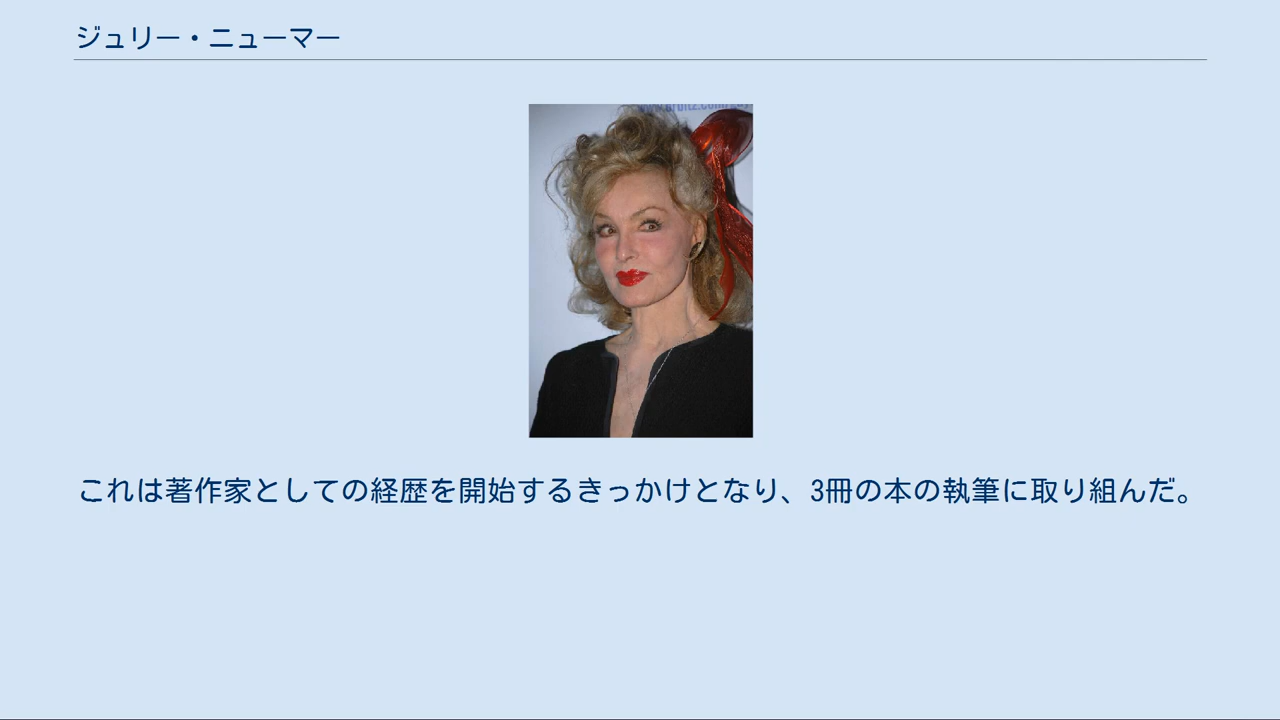 ジュリー・ニューマー
これは著作家としての経歴を開始するきっかけとなり、3冊の本の執筆に取り組んだ。